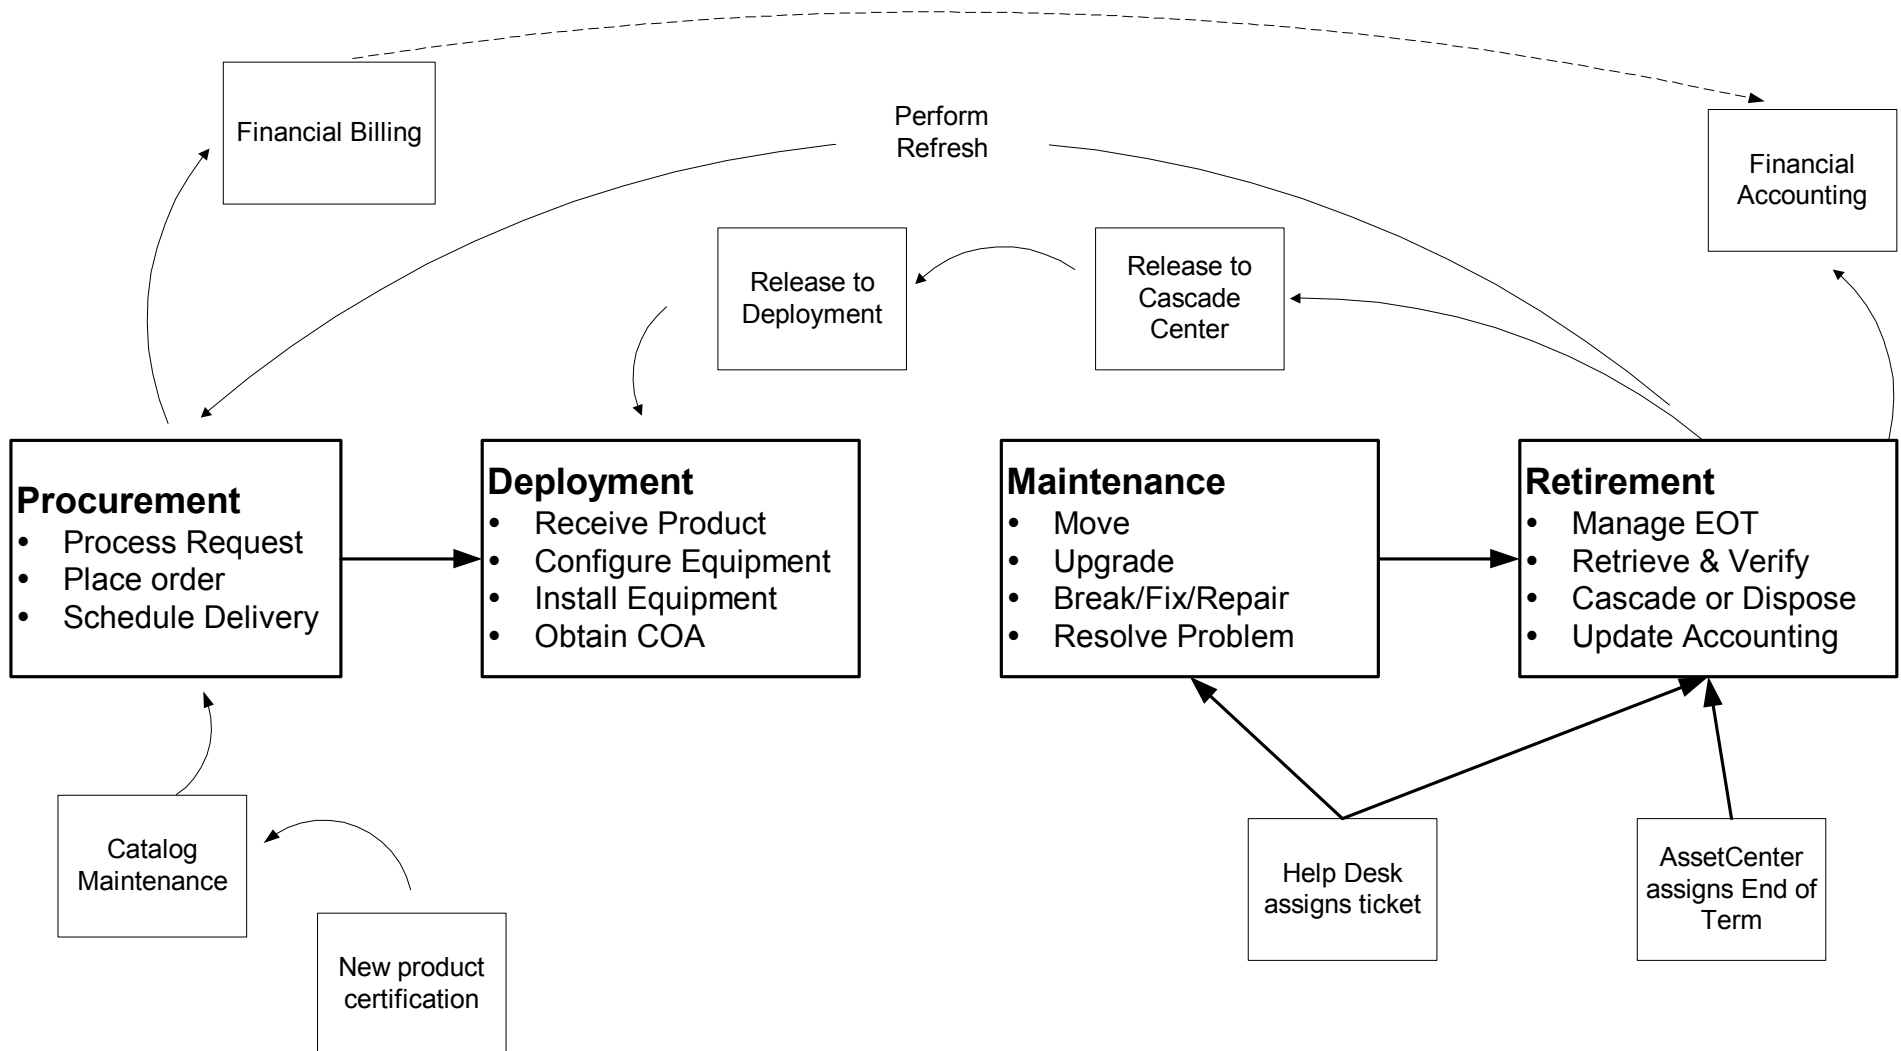 Financial Billing
Perform
Refresh
Financial
Accounting
Release to
Deployment
Release to
Cascade
Center
Procurement
• Process Request
• Place order
• Schedule Delivery
Deployment
• Receive Product
• Configure Equipment
• Install Equipment
• Obtain COA
Maintenance
• Move
• Upgrade
• Break/Fix/Repair
• Resolve Problem
Retirement
• Manage EOT
• Retrieve & Verify
• Cascade or Dispose
• Update Accounting
Catalog
Maintenance
New product
certification
Help Desk
assigns ticket
AssetCenter
assigns End of
Term